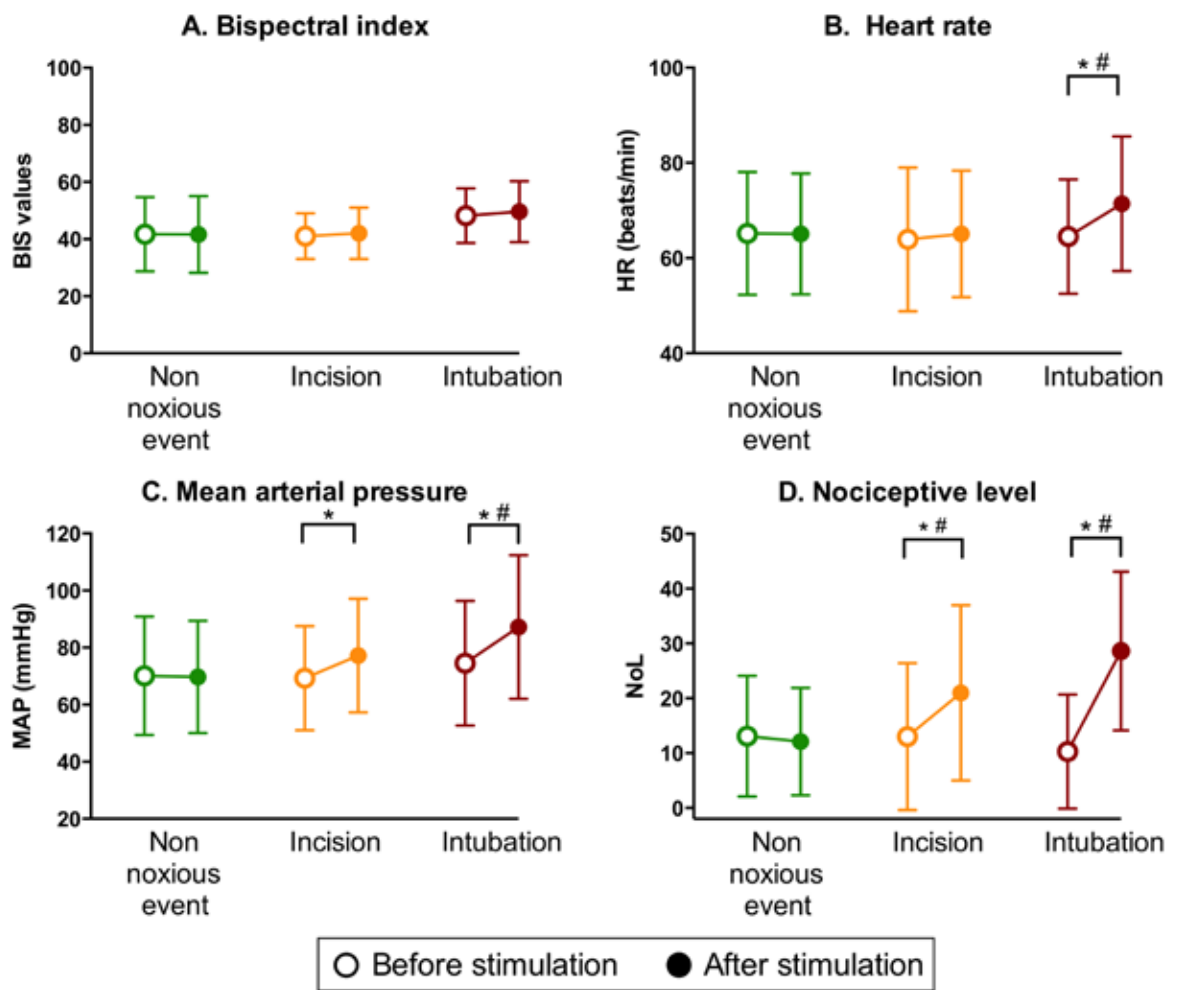 A. Bispectral index
100
80
60
40
20
0
BIS values
Non
noxious
event
Incision
Intubation
B. Heart rate
* #
100
80
60
40
HR (beats/min)
Non
noxious
event
Incision
Intubation
C. Mean arterial pressure
*
* #
120
100
80
60
40
20
MAP (mmHg)
Non
noxious
event
Incision
Intubation
D. Nociceptive level
* #
* #
50
40
30
20
10
0
NoL
Non
noxious
event
Incision
Intubation
Before stimulation
After stimulation